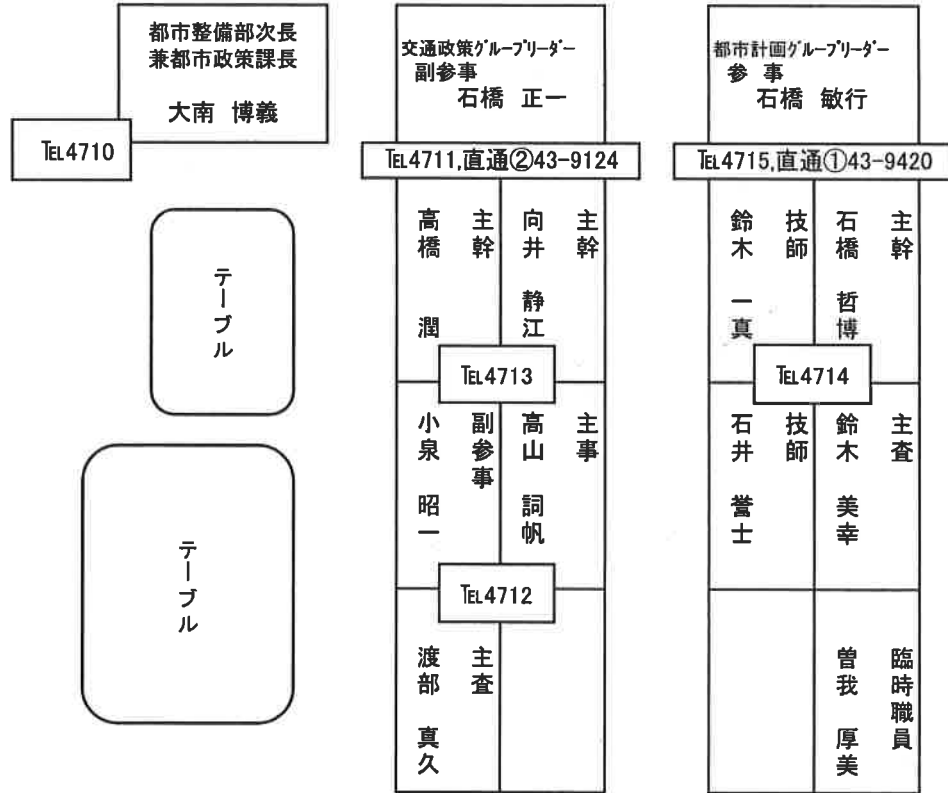 都市整備部次長
兼都市政策課長
大南 博義
℡4710
テーブル
テーブル
交通政策グループリーダー
副参事
石橋 正一
℡4711,直通②43-9124
主幹
向井 静江
主幹
高橋 潤
℡4713
主事
高山 詞帆
副参事
小泉 昭一
℡4712
主査
渡部 真久
都市計画グループリーダー
参 事
石橋 敏行
℡4715,直通①43-9420
主幹
石橋 哲博
技師
鈴木 一真
℡4714
主査
鈴木 美幸
技師
石井 誉士
臨時職員
曽我 厚美